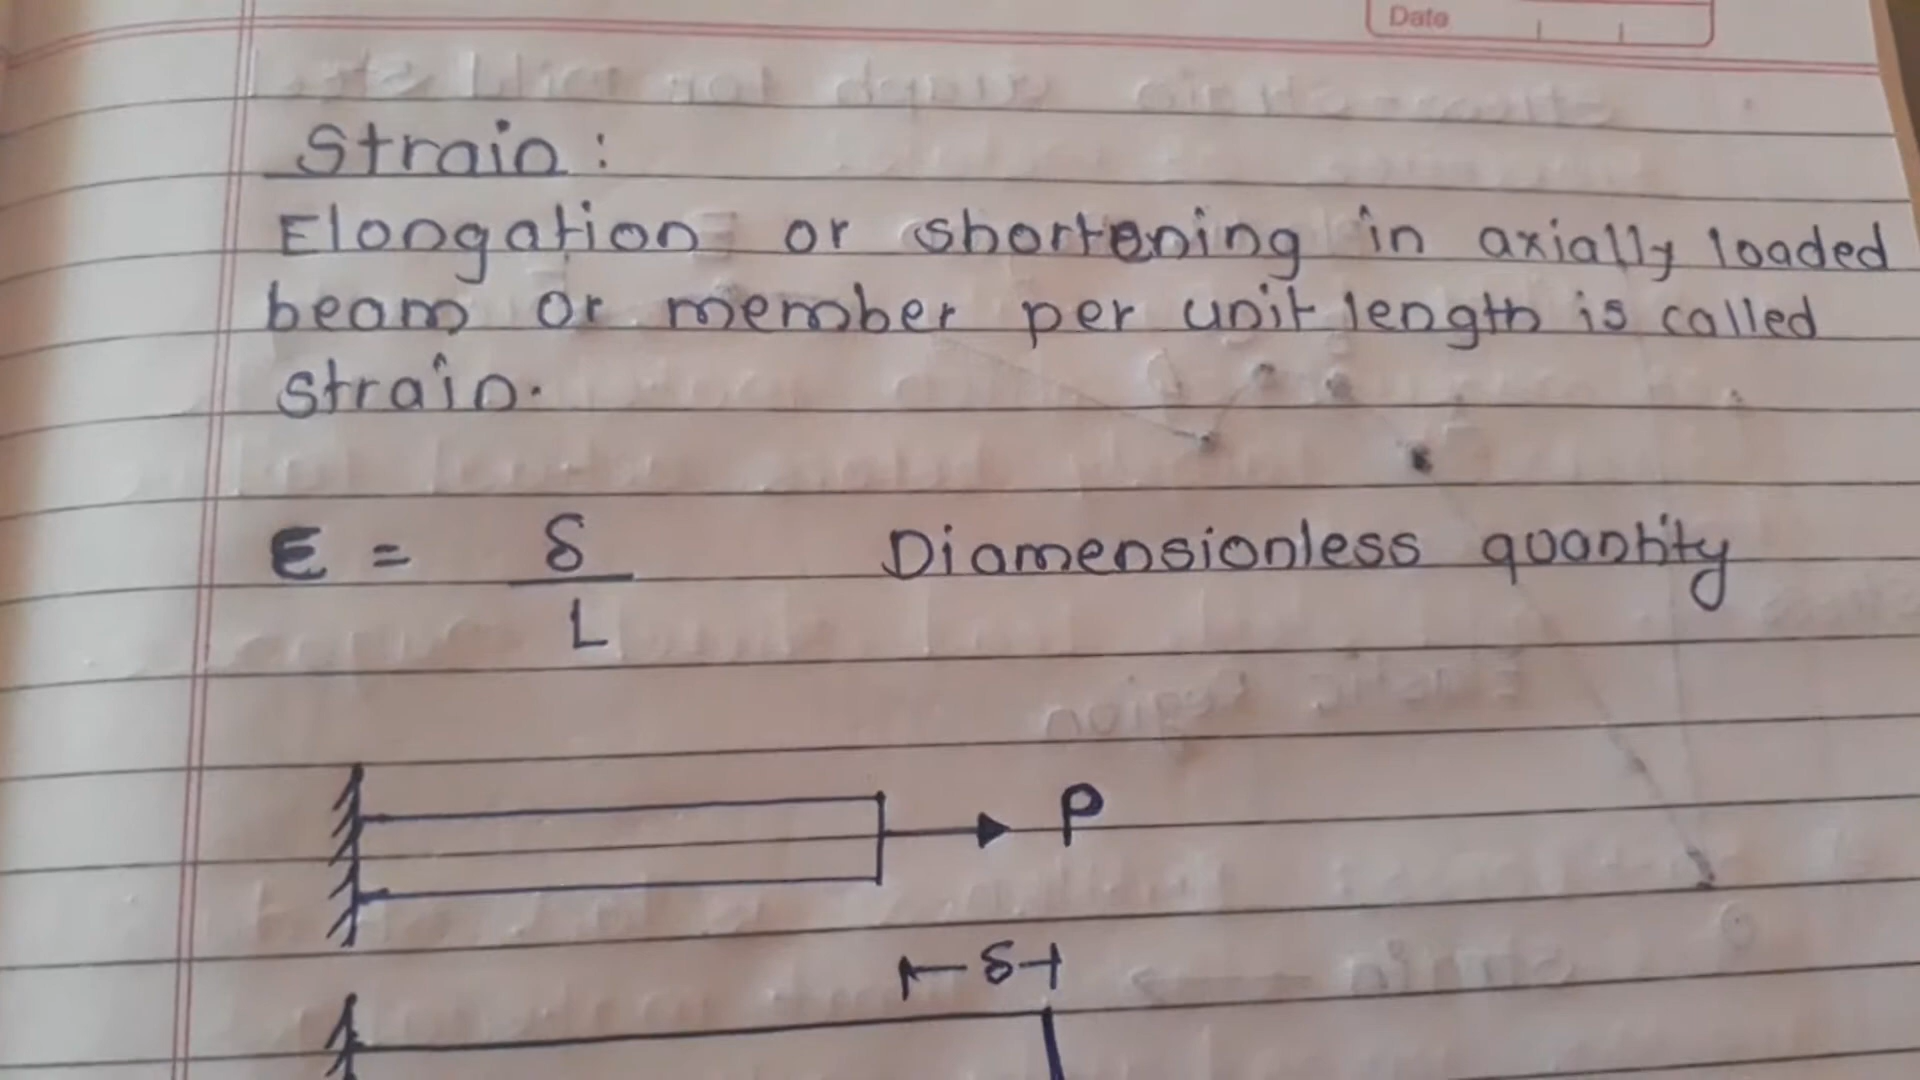 Date
Strain:
Elongation or shortening in axially loaded
beam or member per unit length is called
strain.
ε = δ/L Diamensionless quantity
P
δ